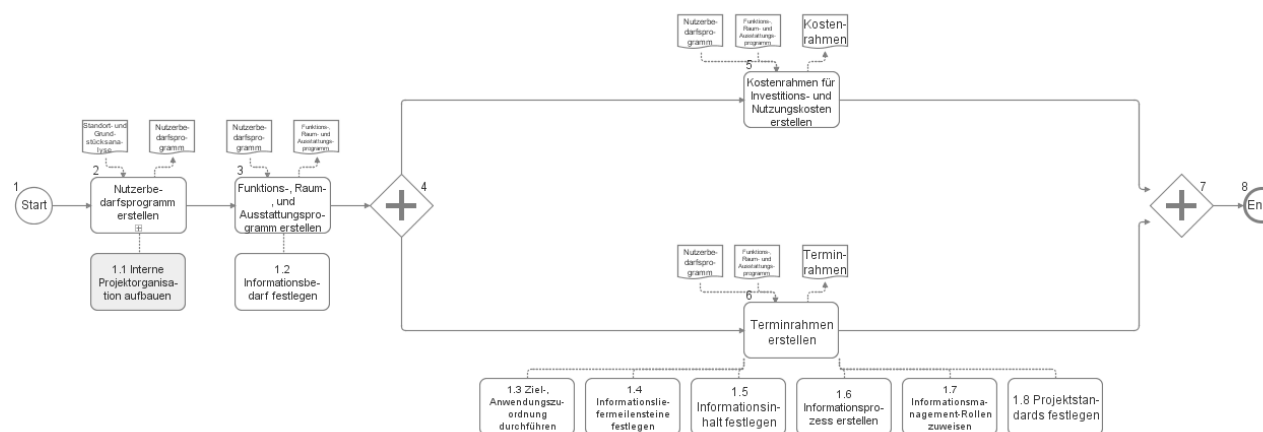 1
Start
Standort- und
Grund-
stücksana-
lyse
Nutzerbe-
darfspro-
gramm
2
Nutzerbe-
darfsprogramm
erstellen
1.1 Interne
Projektorganisa-
tion aufbauen
Nutzerbe-
darfspro-
gramm
Funktions-,
Raum- und
Ausstattungs-
programm
3
Funktions-, Raum-
, und
Ausstattungspro-
gramm erstellen
1.2
Informationsbe-
darf festlegen
4
Nutzerbe-
darfspro-
gramm
Funktions-,
Raum- und
Ausstattungs-
programm
Kosten-
rahmen
5
Kostenrahmen für
Investitions- und
Nutzungskosten
erstellen
Nutzerbe-
darfspro-
gramm
Funktions-,
Raum- und
Ausstattungs-
programm
Termin-
rahmen
6
Terminrahmen
erstellen
1.3 Ziel-,
Anwendungszu-
ordnung
durchführen
1.4
Informationslie-
fermeilensteine
festlegen
1.5
Informationsin-
halt festlegen
1.6
Informationspro-
zess erstellen
1.7
Informationsma-
nagement-Rollen
zuweisen
1.8 Projektstan-
dards festlegen
7
8
En